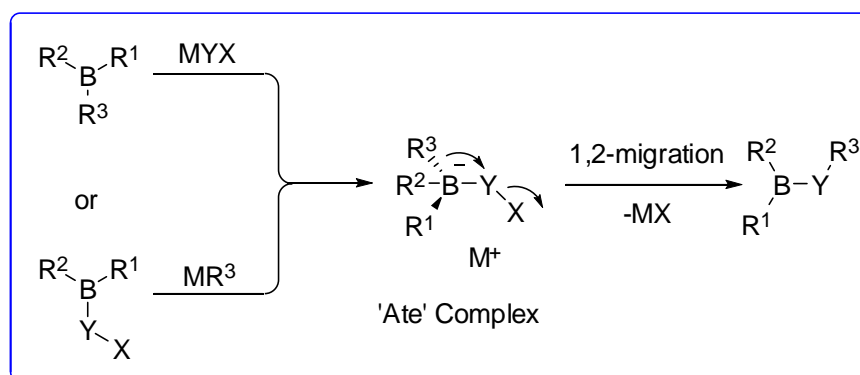 R² R¹
B
R³
MYX
or
R² R¹
B
Y
X
MR³
R³
R² B⁻ Y
R¹ X
M⁺
'Ate' Complex
1,2-migration
-MX
R² R³
B Y
R¹